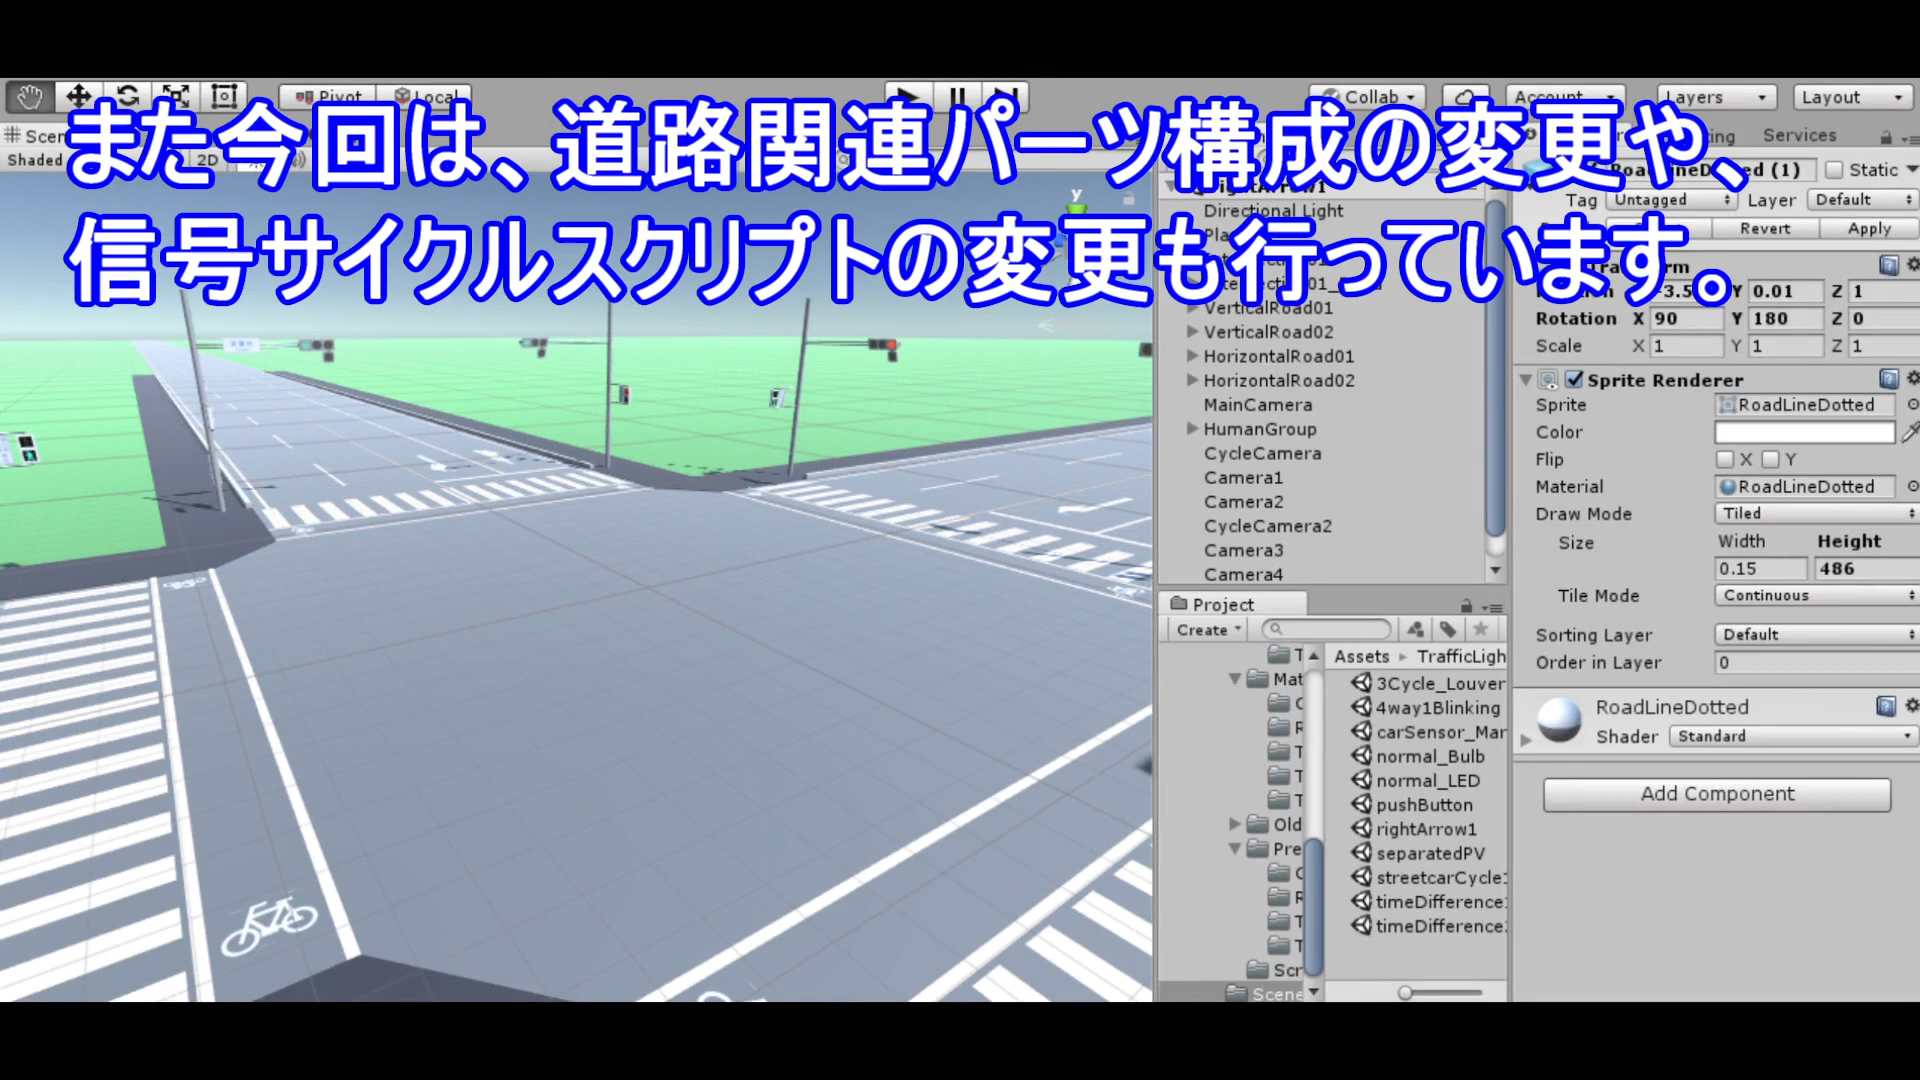 また今回は、道路関連パーツ構成の変更や、
信号サイクルスクリプトの変更も行っています。
Pivot Local
Collab Account Layers Layout
Services
Shaded 2D
Static
Tag Untagged Layer Default
Revert Apply
Y 0.01 Z 1
Rotation X 90 Y 180 Z 0
Scale X 1 Y 1 Z 1
Sprite Renderer
Sprite RoadLineDotted
Color
Flip X Y
Material RoadLineDotted
Draw Mode Tiled
Size Width Height
0.15 486
Tile Mode Continuous
Sorting Layer Default
Order in Layer 0
RoadLineDotted
Shader Standard
Add Component
Directional Light
VerticalRoad01
VerticalRoad02
HorizontalRoad01
HorizontalRoad02
MainCamera
HumanGroup
CycleCamera
Camera1
Camera2
CycleCamera2
Camera3
Camera4
Project
Create
Mat
Old
Pre
Scr
Scene
Assets TrafficLigh
3Cycle_Louver
4way1Blinking
carSensor_Mar
normal_Bulb
normal_LED
pushButton
rightArrow1
separatedPV
streetcarCycle1
timeDifference
timeDifference
y